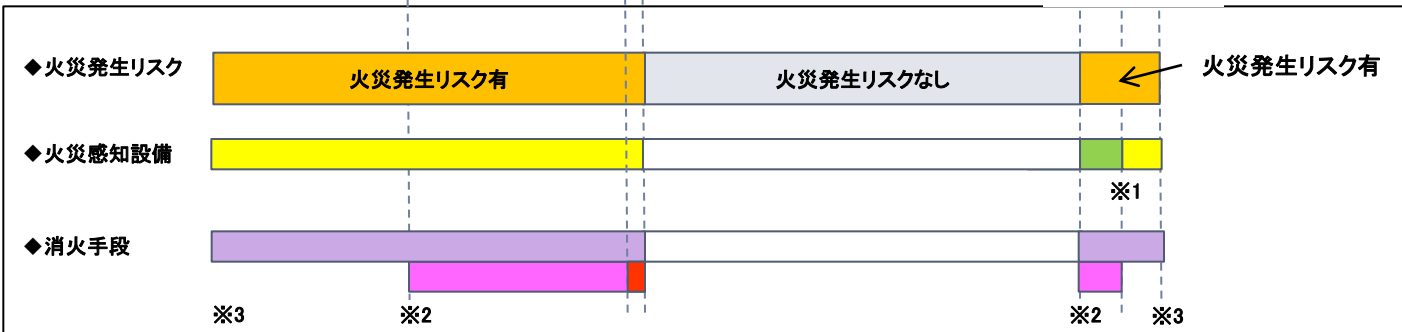 ◆火災発生リスク
火災発生リスク有
火災発生リスクなし
火災発生リスク有
◆火災感知設備
※1
◆消火手段
※3
※2
※2
※3